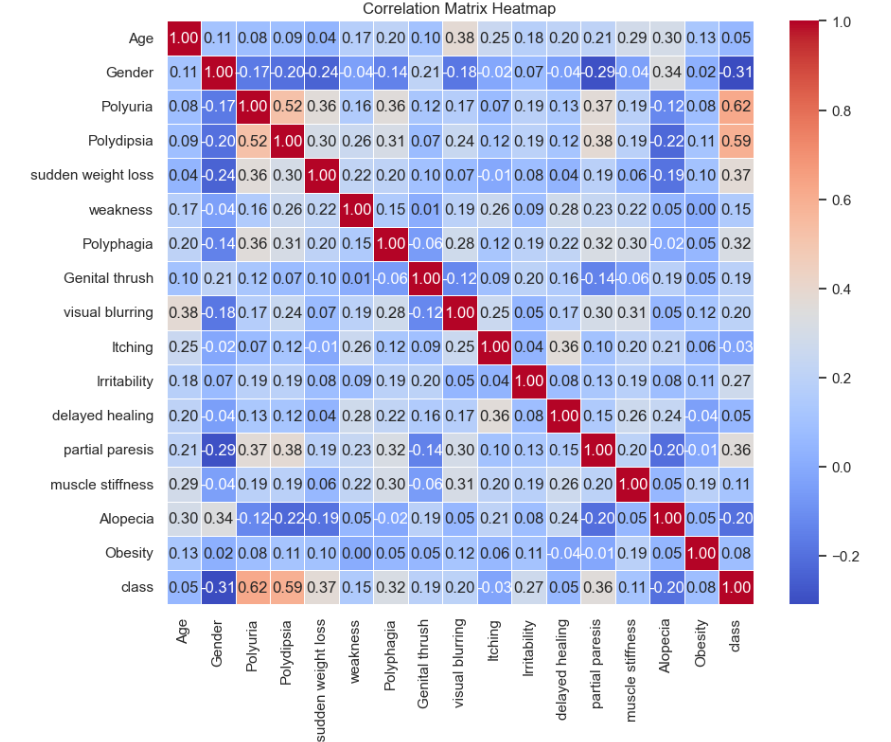 Correlation Matrix Heatmap
Age 1.00 0.11 0.08 0.09 0.04 0.17 0.20 0.10 0.38 0.25 0.18 0.20 0.21 0.29 0.30 0.13 0.05
Gender 0.11 1.00 -0.17 -0.20 -0.24 -0.04 -0.14 0.21 -0.18 -0.02 0.07 -0.04 -0.29 -0.04 0.34 0.02 -0.31
Polyuria 0.08 -0.17 1.00 0.52 0.36 0.16 0.36 0.12 0.17 0.07 0.19 0.13 0.37 0.19 -0.12 0.08 0.62
Polydipsia 0.09 -0.20 0.52 1.00 0.30 0.26 0.31 0.07 0.24 0.12 0.19 0.12 0.38 0.19 -0.22 0.11 0.59
sudden weight loss 0.04 -0.24 0.36 0.30 1.00 0.22 0.20 0.10 0.07 -0.01 0.08 0.04 0.19 0.06 -0.19 0.10 0.37
weakness 0.17 -0.04 0.16 0.26 0.22 1.00 0.15 0.01 0.19 0.26 0.09 0.28 0.23 0.22 0.05 0.00 0.15
Polyphagia 0.20 -0.14 0.36 0.31 0.20 0.15 1.00 -0.06 0.28 0.12 0.19 0.22 0.32 0.30 -0.02 0.05 0.32
Genital thrush 0.10 0.21 0.12 0.07 0.10 0.01 -0.06 1.00 -0.12 0.09 0.20 0.16 -0.14 -0.06 0.19 0.05 0.19
visual blurring 0.38 -0.18 0.17 0.24 0.07 0.19 0.28 -0.12 1.00 0.25 0.05 0.17 0.30 0.31 0.05 0.12 0.20
Itching 0.25 -0.02 0.07 0.12 -0.01 0.26 0.12 0.09 0.25 1.00 0.04 0.36 0.10 0.20 0.21 0.06 -0.03
Irritability 0.18 0.07 0.19 0.19 0.08 0.09 0.19 0.20 0.05 0.04 1.00 0.08 0.13 0.19 0.08 0.11 0.27
delayed healing 0.20 -0.04 0.13 0.12 0.04 0.28 0.22 0.16 0.17 0.36 0.08 1.00 0.15 0.26 0.24 -0.04 0.05
partial paresis 0.21 -0.29 0.37 0.38 0.19 0.23 0.32 -0.14 0.30 0.10 0.13 0.15 1.00 0.20 -0.20 -0.01 0.36
muscle stiffness 0.29 -0.04 0.19 0.19 0.06 0.22 0.30 -0.06 0.31 0.20 0.19 0.26 0.20 1.00 0.05 0.19 0.11
Alopecia 0.30 0.34 -0.12 -0.22 -0.19 0.05 -0.02 0.19 0.05 0.21 0.08 0.24 -0.20 0.05 1.00 0.05 -0.20
Obesity 0.13 0.02 0.08 0.11 0.10 0.00 0.05 0.05 0.12 0.06 0.11 -0.04 -0.01 0.19 0.05 1.00 0.08
class 0.05 -0.31 0.62 0.59 0.37 0.15 0.32 0.19 0.20 -0.03 0.27 0.05 0.36 0.11 -0.20 0.08 1.00
Age
Gender
Polyuria
Polydipsia
sudden weight loss
weakness
Polyphagia
Genital thrush
visual blurring
Itching
Irritability
delayed healing
partial paresis
muscle stiffness
Alopecia
Obesity
class
1.0
0.8
0.6
0.4
0.2
0.0
−0.2